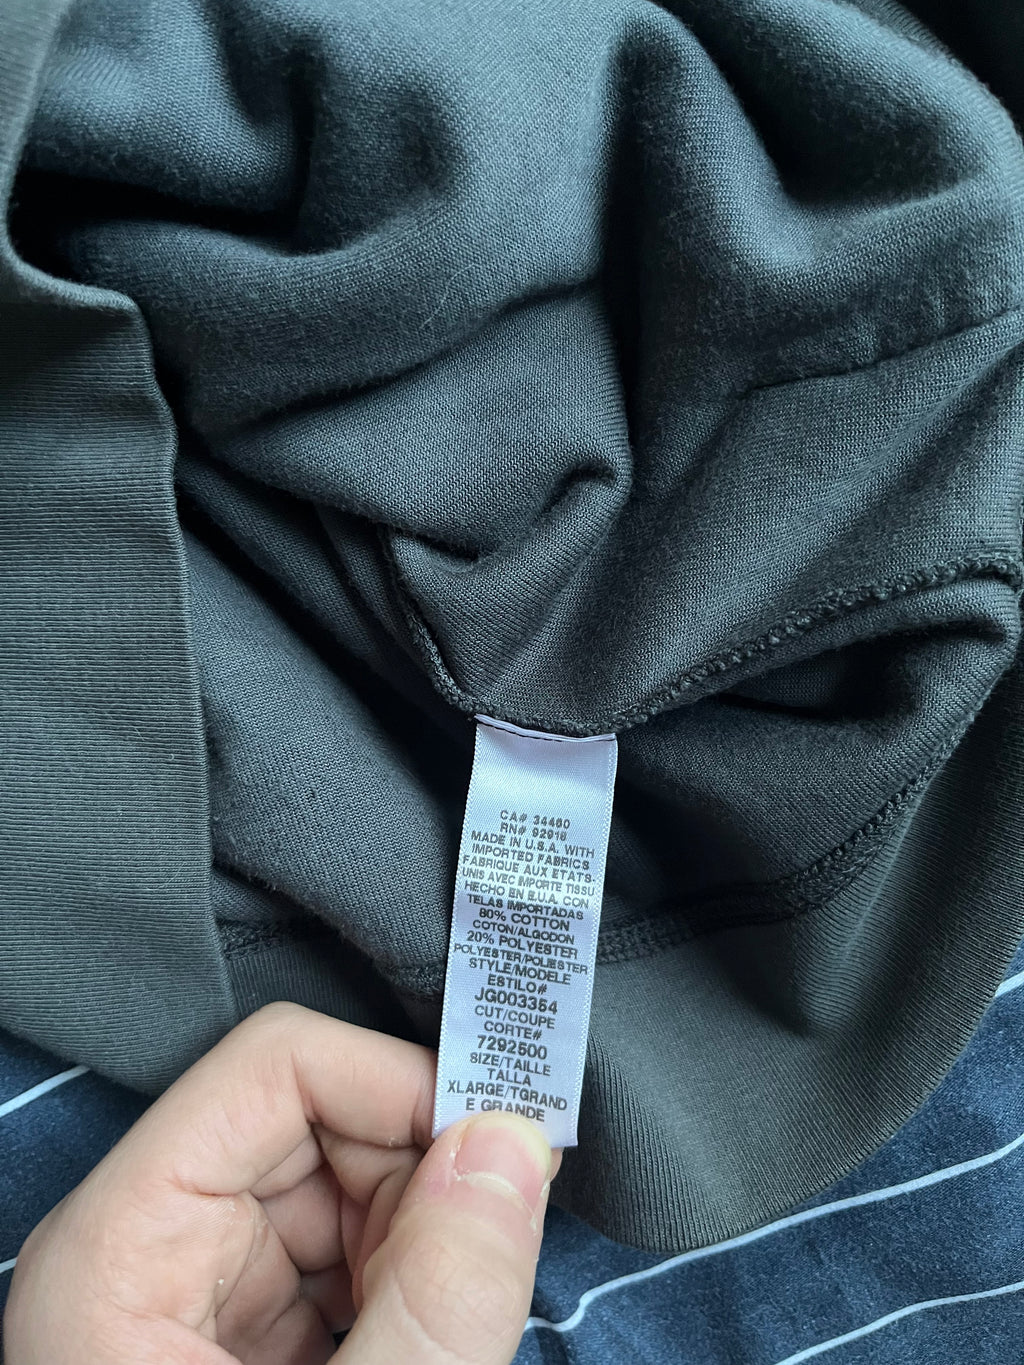 CA# 34460
RN# 92916
MADE IN U.S.A. WITH
IMPORTED FABRICS
FABRIQUE AUX ETATS-
UNIS AVEC IMPORTE TISSU
HECHO EN E.U.A. CON
TELAS IMPORTADAS
80% COTTON
COTON/ALGODON
20% POLYESTER
POLYESTER/POLIESTER
STYLE/MODELE
ESTILO#
JG003354
CUT/COUPE
CORTE#
7292500
SIZE/TAILLE
TALLA
XLARGE/TGRAND
E GRANDE